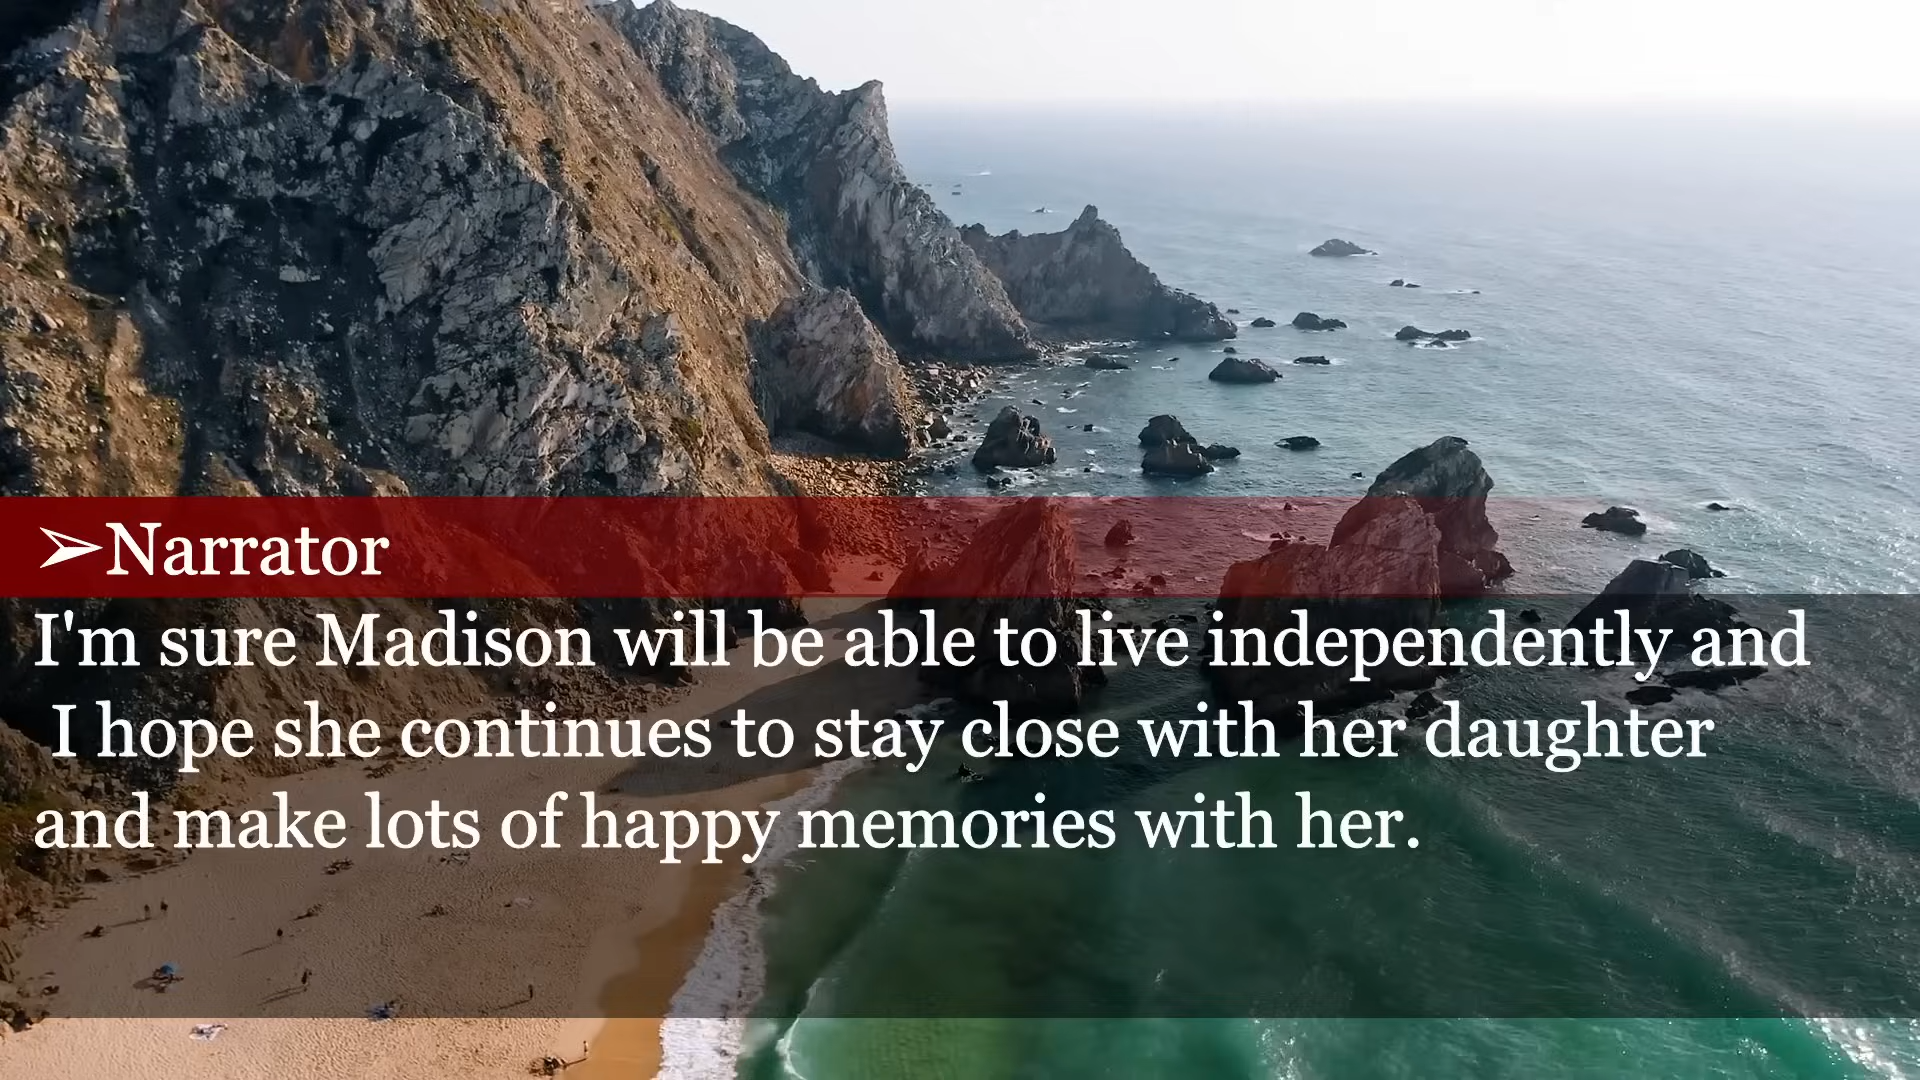 ➢Narrator
I'm sure Madison will be able to live independently and
I hope she continues to stay close with her daughter
and make lots of happy memories with her.